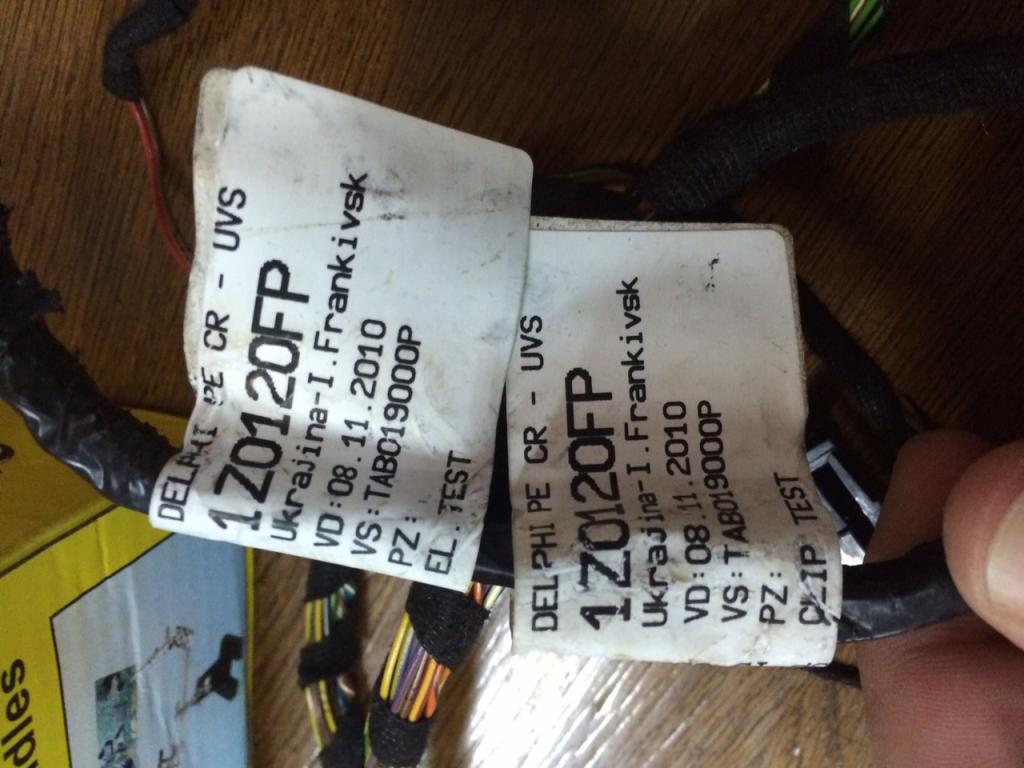 DELPHI PE CR - UVS
1Z0120FP
Ukrajina-I.Frankivsk
VD:08.11.2010
VS:TAB019000P
PZ:
EL.TEST
DELPHI PE CR - UVS
1Z0120FP
Ukrajina-I.Frankivsk
VD:08.11.2010
VS:TAB019000P
PZ:
CLIP TEST